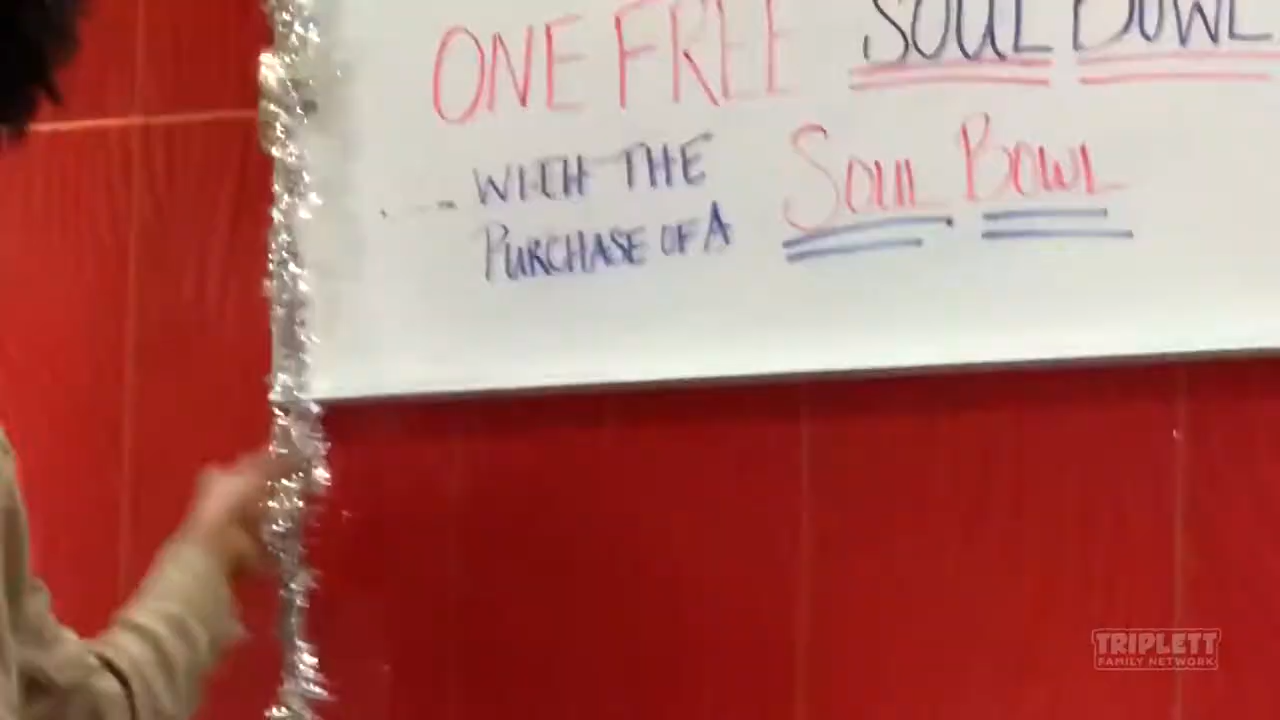 ONE FREE SOUL BOWL
....-- WITH THE SOUL BOWL
PURCHASE OF A
TRIPLETT
FAMILY NETWORK